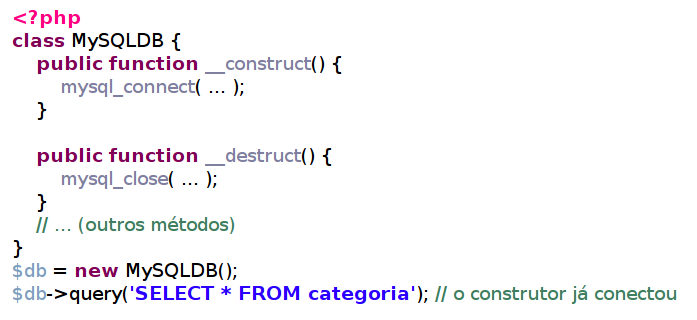 <?php
class MySQLDB {
    public function __construct() {
        mysql_connect( ... );
    }

    public function __destruct() {
        mysql_close( ... );
    }
    // ... (outros métodos)
}
$db = new MySQLDB();
$db->query('SELECT * FROM categoria'); // o construtor já conectou